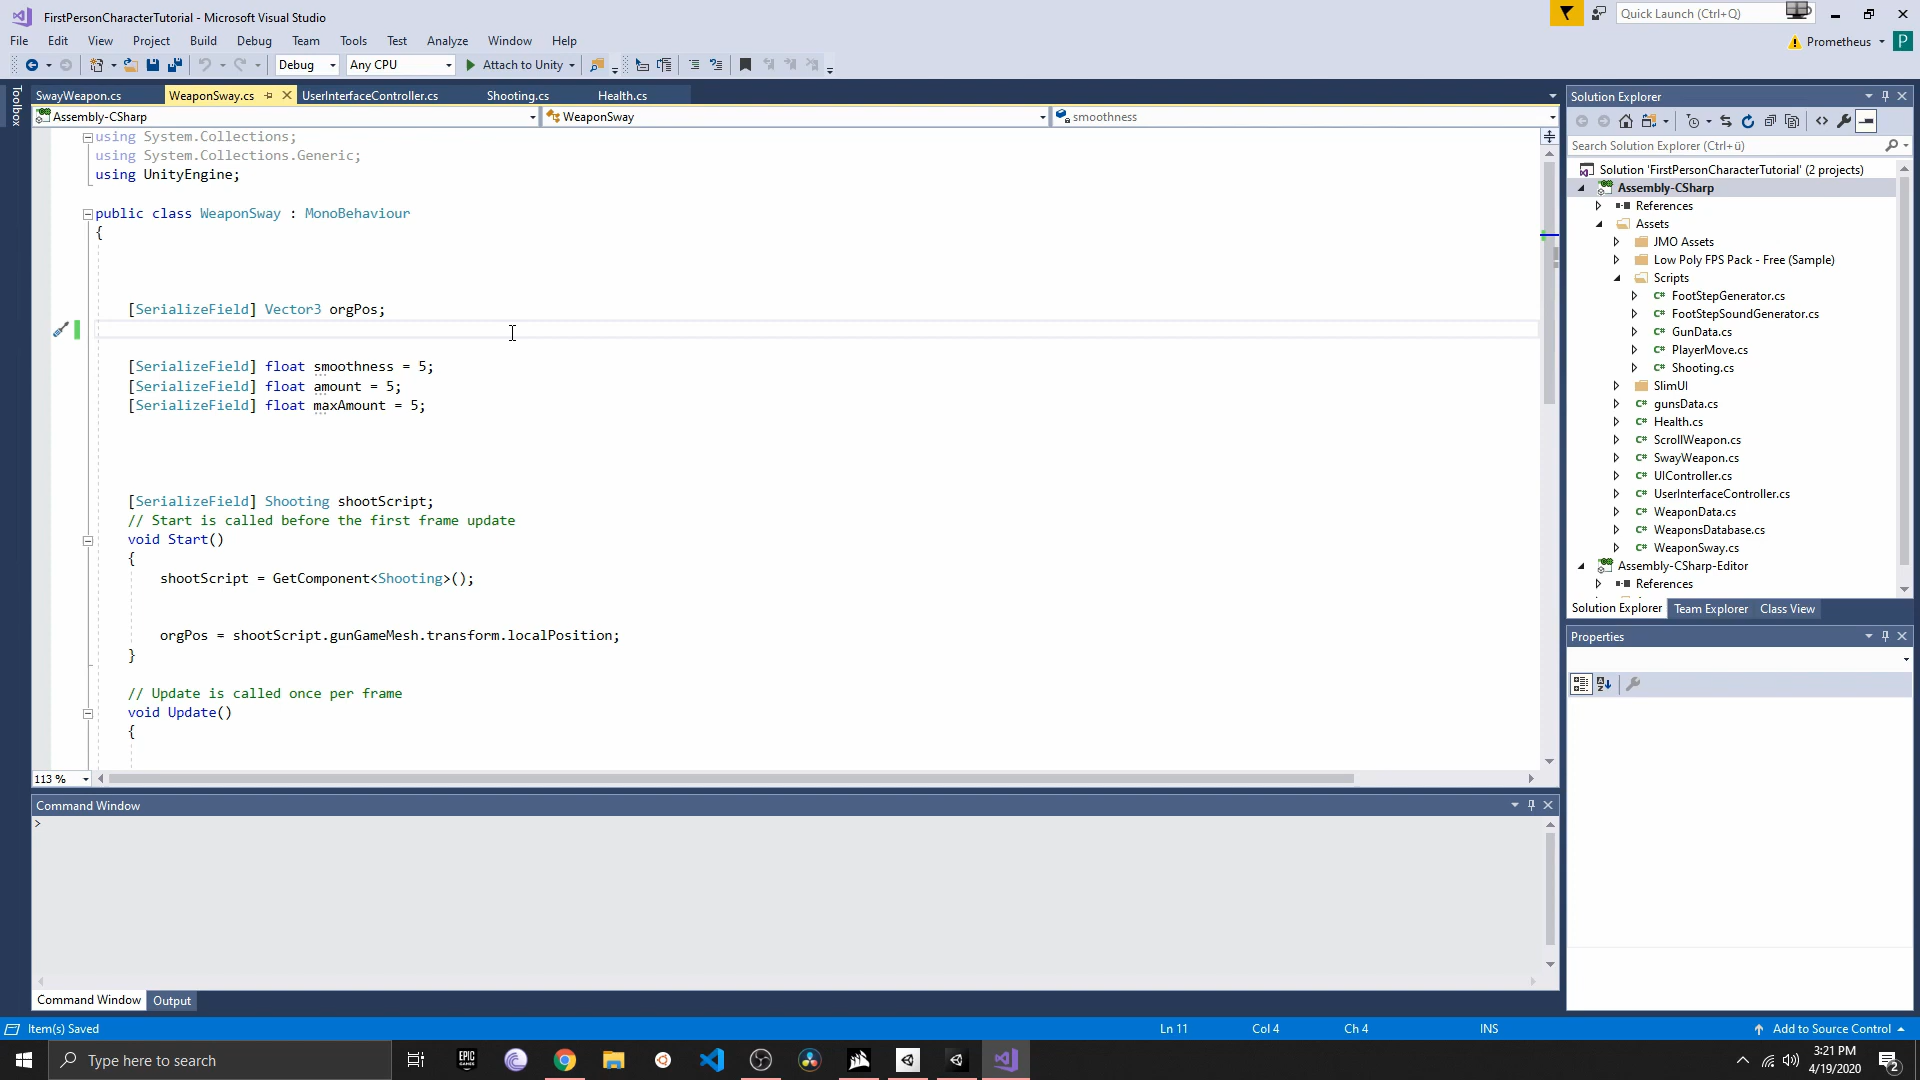 FirstPersonCharacterTutorial - Microsoft Visual Studio
Quick Launch (Ctrl+Q)
File Edit View Project Build Debug Team Tools Test Analyze Window Help
Prometheus P
Debug Any CPU Attach to Unity
Toolbox
SwayWeapon.cs WeaponSway.cs UserInterfaceController.cs Shooting.cs Health.cs
Assembly-CSharp WeaponSway smoothness
using System.Collections;
using System.Collections.Generic;
using UnityEngine;
public class WeaponSway : MonoBehaviour
{
[SerializeField] Vector3 orgPos;
[SerializeField] float smoothness = 5;
[SerializeField] float amount = 5;
[SerializeField] float maxAmount = 5;
[SerializeField] Shooting shootScript;
// Start is called before the first frame update
void Start()
{
shootScript = GetComponent<Shooting>();
orgPos = shootScript.gunGameMesh.transform.localPosition;
}
// Update is called once per frame
void Update()
{
113 %
Command Window
>
Command Window Output
Solution Explorer
Search Solution Explorer (Ctrl+ü)
Solution 'FirstPersonCharacterTutorial' (2 projects)
Assembly-CSharp
References
Assets
JMO Assets
Low Poly FPS Pack - Free (Sample)
Scripts
C# FootStepGenerator.cs
C# FootStepSoundGenerator.cs
C# GunData.cs
C# PlayerMove.cs
C# Shooting.cs
SlimUI
C# gunsData.cs
C# Health.cs
C# ScrollWeapon.cs
C# SwayWeapon.cs
C# UIController.cs
C# UserInterfaceController.cs
C# WeaponData.cs
C# WeaponsDatabase.cs
C# WeaponSway.cs
Assembly-CSharp-Editor
References
Solution Explorer Team Explorer Class View
Properties
Item(s) Saved Ln 11 Col 4 Ch 4 INS Add to Source Control
Type here to search
EPIC GAMES
3:21 PM
4/19/2020
2